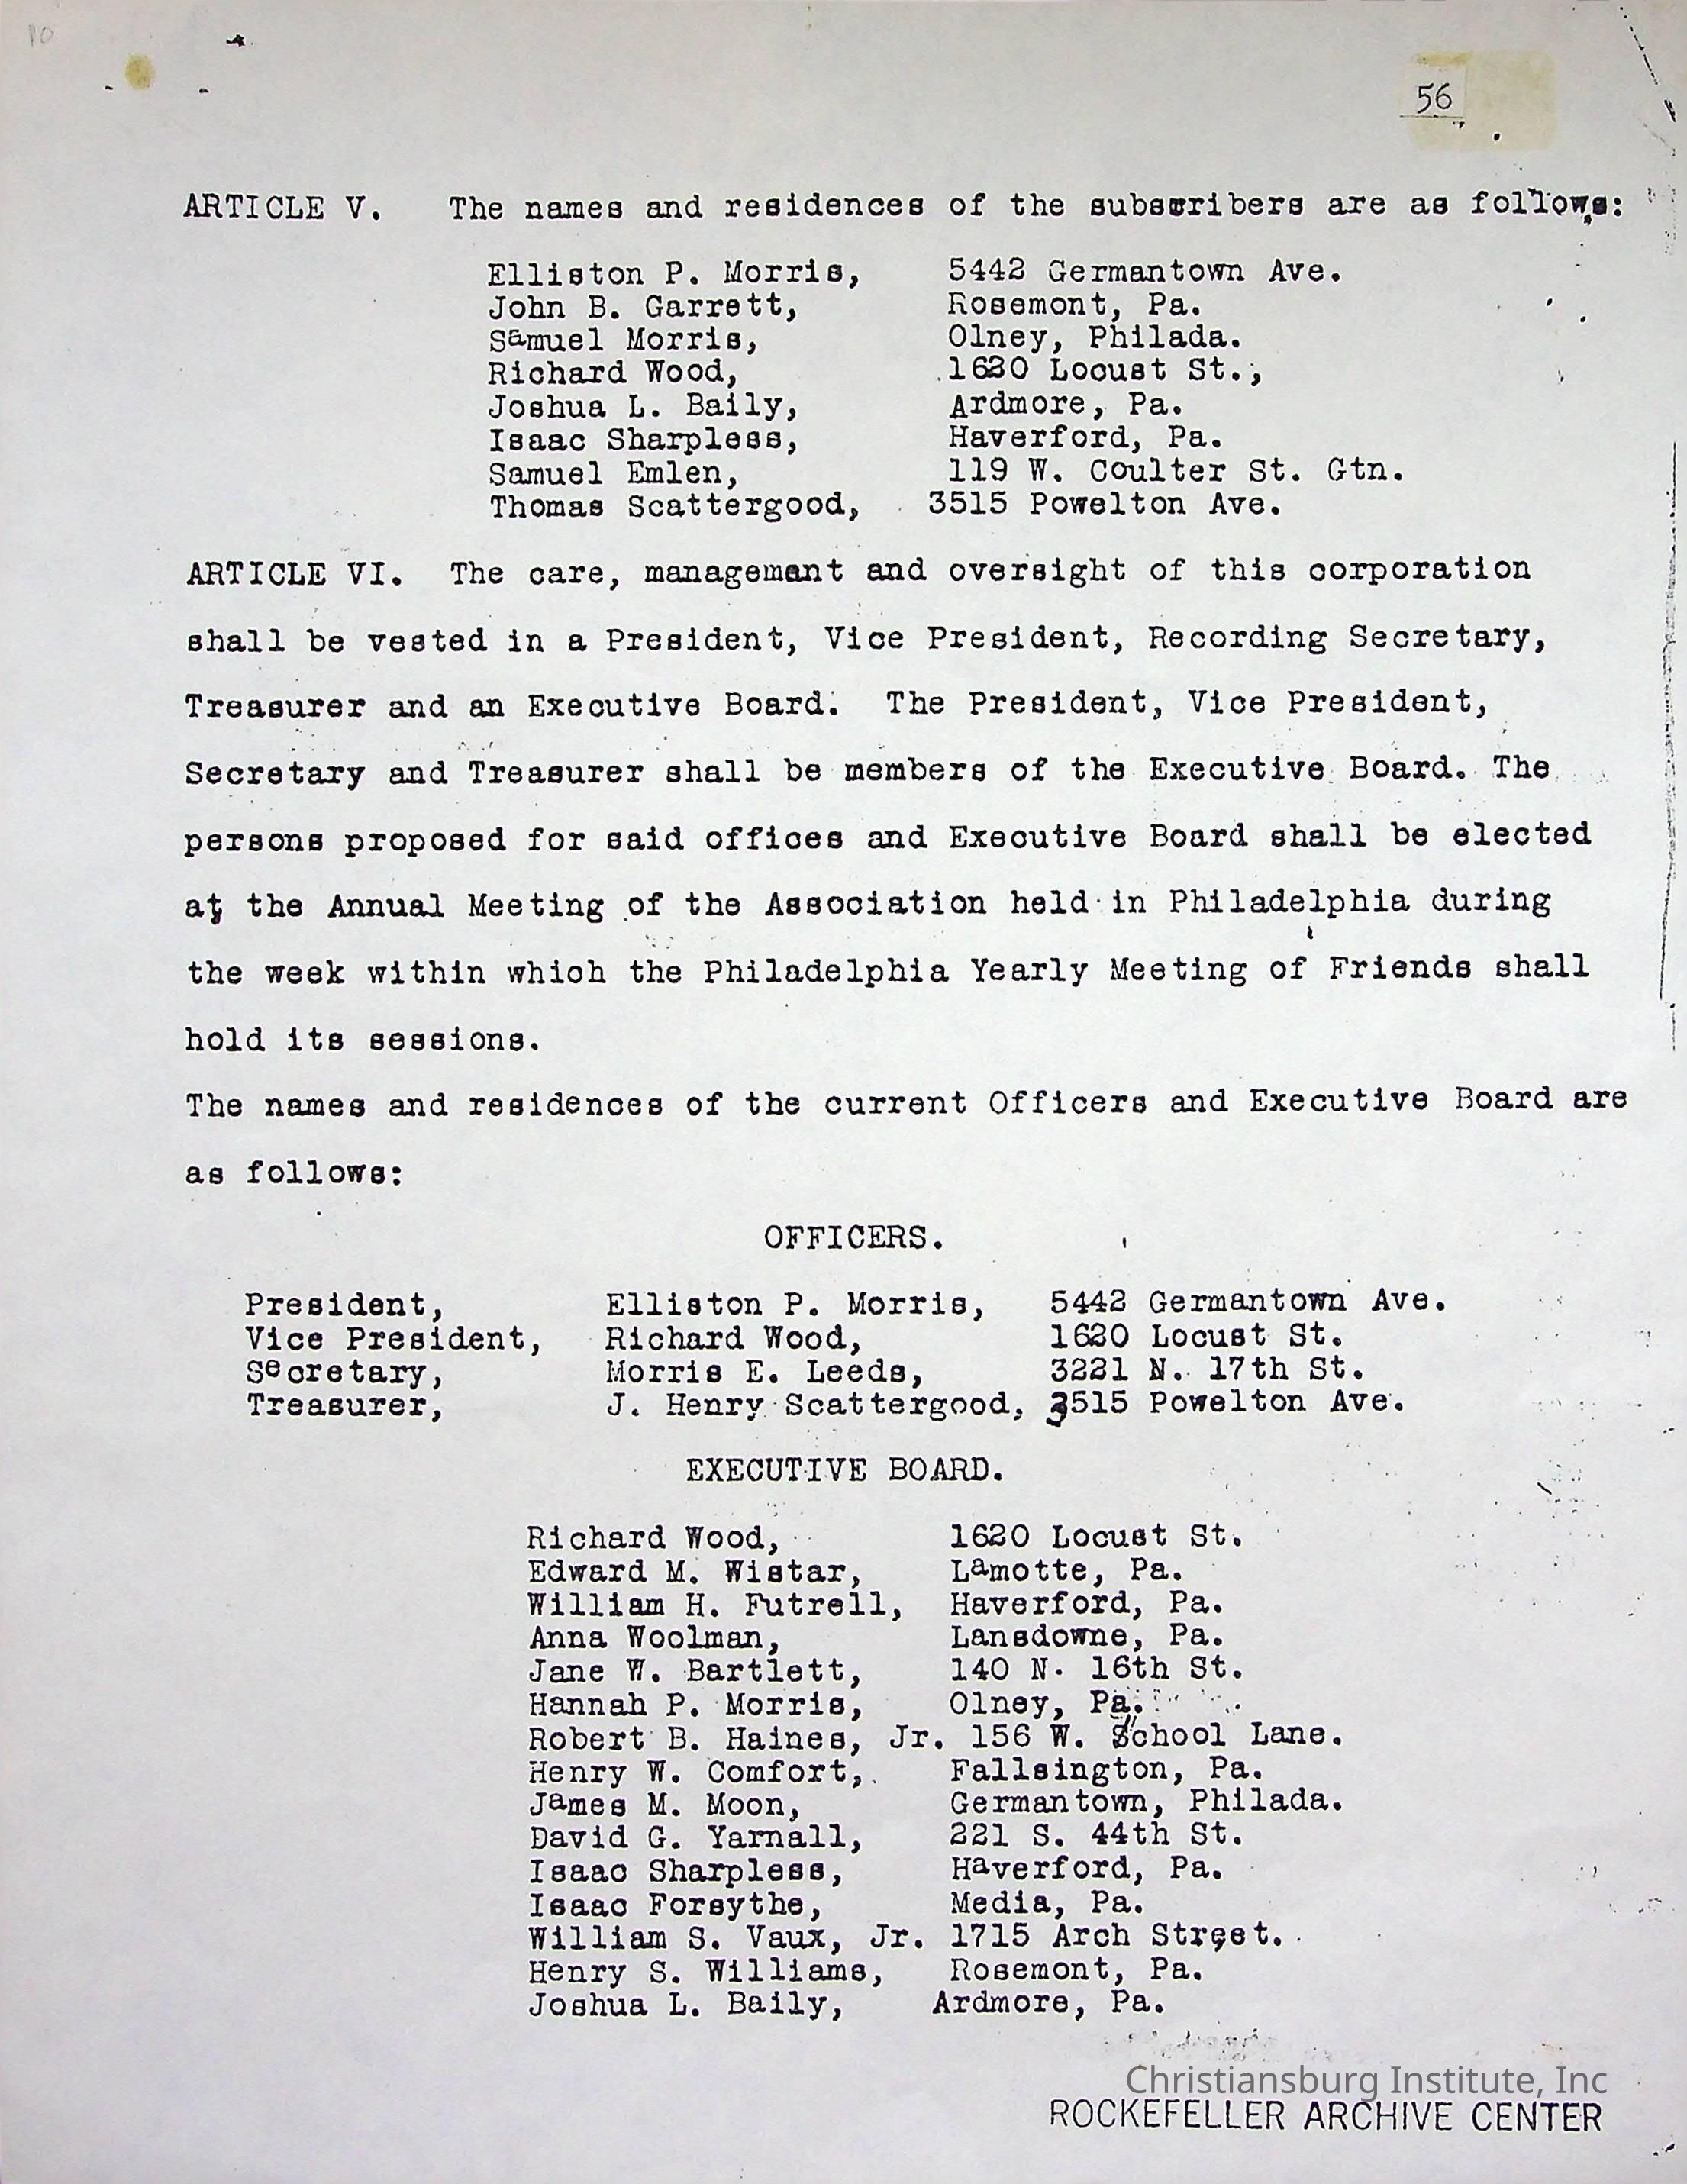 56
ARTICLE V. The names and residences of the subscribers are as follows:
Elliston P. Morris, 5442 Germantown Ave.
John B. Garrett, Rosemont, Pa.
Samuel Morris, Olney, Philada.
Richard Wood, 1620 Locust St.,
Joshua L. Baily, Ardmore, Pa.
Isaac Sharpless, Haverford, Pa.
Samuel Emlen, 119 W. Coulter St. Gtn.
Thomas Scattergood, 3515 Powelton Ave.
ARTICLE VI. The care, management and oversight of this corporation
shall be vested in a President, Vice President, Recording Secretary,
Treasurer and an Executive Board. The President, Vice President,
Secretary and Treasurer shall be members of the Executive Board. The
persons proposed for said offices and Executive Board shall be elected
at the Annual Meeting of the Association held in Philadelphia during
the week within which the Philadelphia Yearly Meeting of Friends shall
hold its sessions.
The names and residences of the current Officers and Executive Board are
as follows:
OFFICERS.
President, Elliston P. Morris, 5442 Germantown Ave.
Vice President, Richard Wood, 1620 Locust St.
Secretary, Morris E. Leeds, 3221 N. 17th St.
Treasurer, J. Henry Scattergood, 3515 Powelton Ave.
EXECUTIVE BOARD.
Richard Wood, 1620 Locust St.
Edward M. Wistar, Lamotte, Pa.
William H. Futrell, Haverford, Pa.
Anna Woolman, Lansdowne, Pa.
Jane W. Bartlett, 140 N. 16th St.
Hannah P. Morris, Olney, Pa.
Robert B. Haines, Jr. 156 W. School Lane.
Henry W. Comfort, Fallsington, Pa.
James M. Moon, Germantown, Philada.
David G. Yarnall, 221 S. 44th St.
Isaac Sharpless, Haverford, Pa.
Isaac Forsythe, Media, Pa.
William S. Vaux, Jr. 1715 Arch Street.
Henry S. Williams, Rosemont, Pa.
Joshua L. Baily, Ardmore, Pa.
Christiansburg Institute, Inc
ROCKEFELLER ARCHIVE CENTER